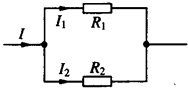 I₁ R₁
I
I₂ R₂